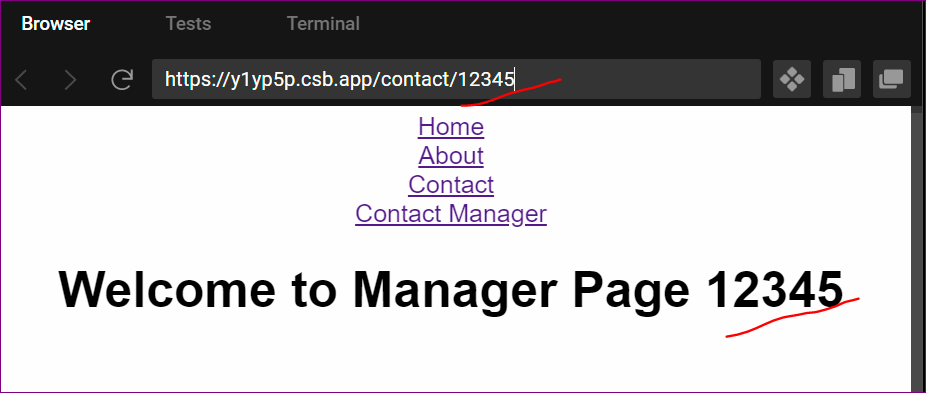 Browser Tests Terminal
https://y1yp5p.csb.app/contact/12345
Home
About
Contact
Contact Manager
Welcome to Manager Page 12345